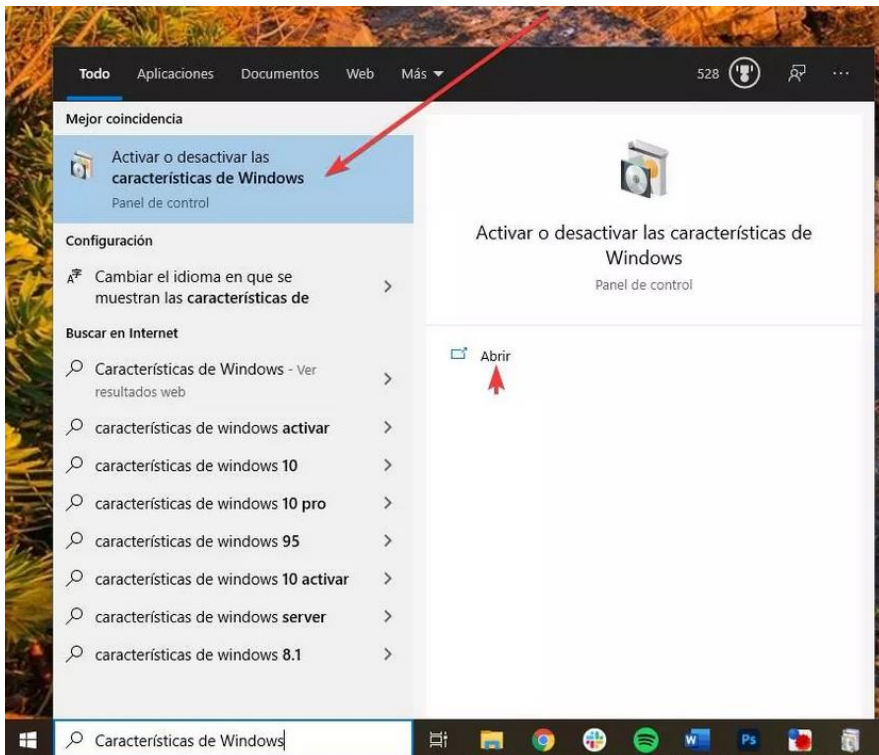 Todo Aplicaciones Documentos Web Más 528 ...
Mejor coincidencia
Activar o desactivar las
características de Windows
Panel de control
Configuración
Cambiar el idioma en que se
muestran las características de
Buscar en Internet
Características de Windows - Ver
resultados web
características de windows activar
características de windows 10
características de windows 10 pro
características de windows 95
características de windows 10 activar
características de windows server
características de windows 8.1
Activar o desactivar las características de
Windows
Panel de control
Abrir
Características de Windows
W Ps